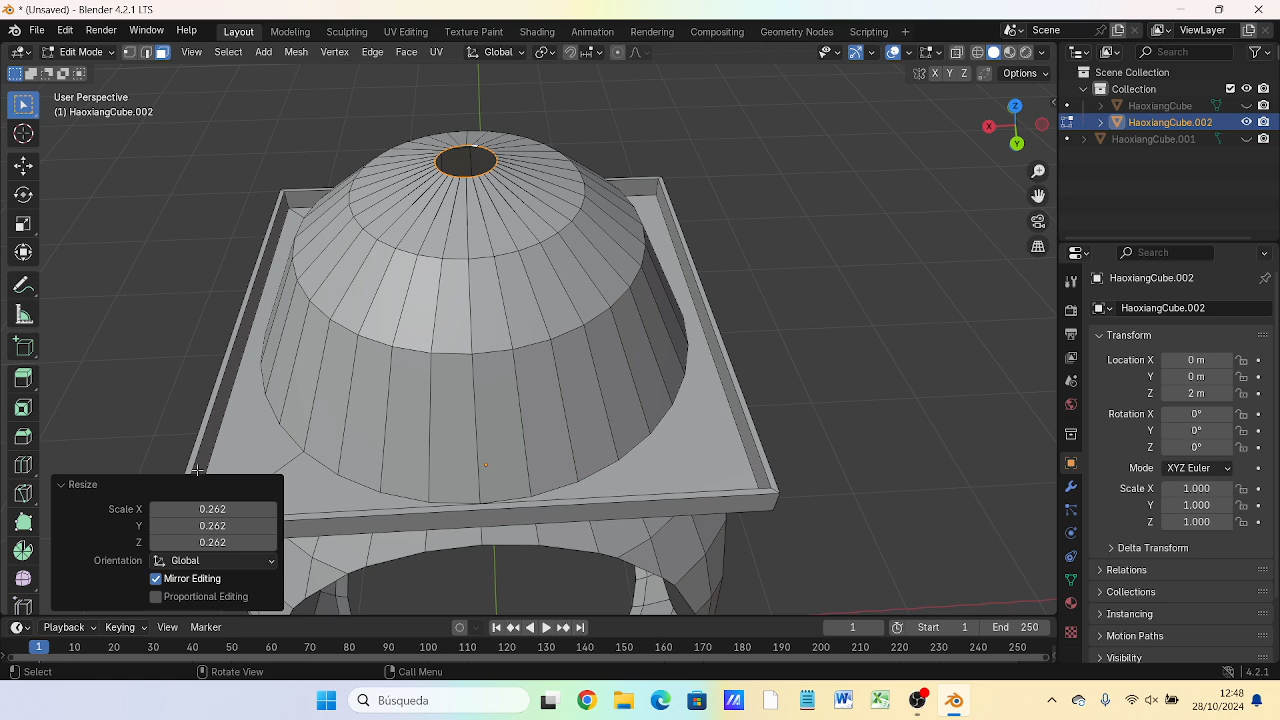 * (Unsaved) - Blender 4.2.1 LTS
File Edit Render Window Help Layout Modeling Sculpting UV Editing Texture Paint Shading Animation Rendering Compositing Geometry Nodes Scripting + Scene ViewLayer
Edit Mode View Select Add Mesh Vertex Edge Face UV Global Search
X Y Z Options Scene Collection
User Perspective
(1) HaoxiangCube.002
Collection
HaoxiangCube
HaoxiangCube.002
HaoxiangCube.001
X
Y
Z
Search
HaoxiangCube.002
HaoxiangCube.002
Transform
Location X 0 m
Y 0 m
Z 2 m
Rotation X 0°
Y 0°
Z 0°
Mode XYZ Euler
Scale X 1.000
Y 1.000
Z 1.000
Delta Transform
Relations
Collections
Instancing
Motion Paths
Visibility
Resize
Scale X 0.262
Y 0.262
Z 0.262
Orientation Global
Mirror Editing
Proportional Editing
Playback Keying View Marker 1 Start 1 End 250
1 10 20 30 40 50 60 70 80 90 100 110 120 130 140 150 160 170 180 190 200 210 220 230 240 250
Select Rotate View Call Menu 4.2.1
Búsqueda
12:48
28/10/2024